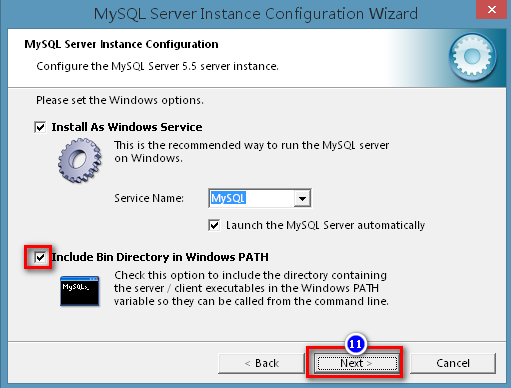 MySQL Server Instance Configuration Wizard
MySQL Server Instance Configuration
Configure the MySQL Server 5.5 server instance.
Please set the Windows options.
Install As Windows Service
This is the recommended way to run the MySQL server
on Windows.
Service Name:
MySQL
Launch the MySQL Server automatically
Include Bin Directory in Windows PATH
Check this option to include the directory containing
the server / client executables in the Windows PATH
variable so they can be called from the command line.
MySQL>_
11
< Back
Next >
Cancel